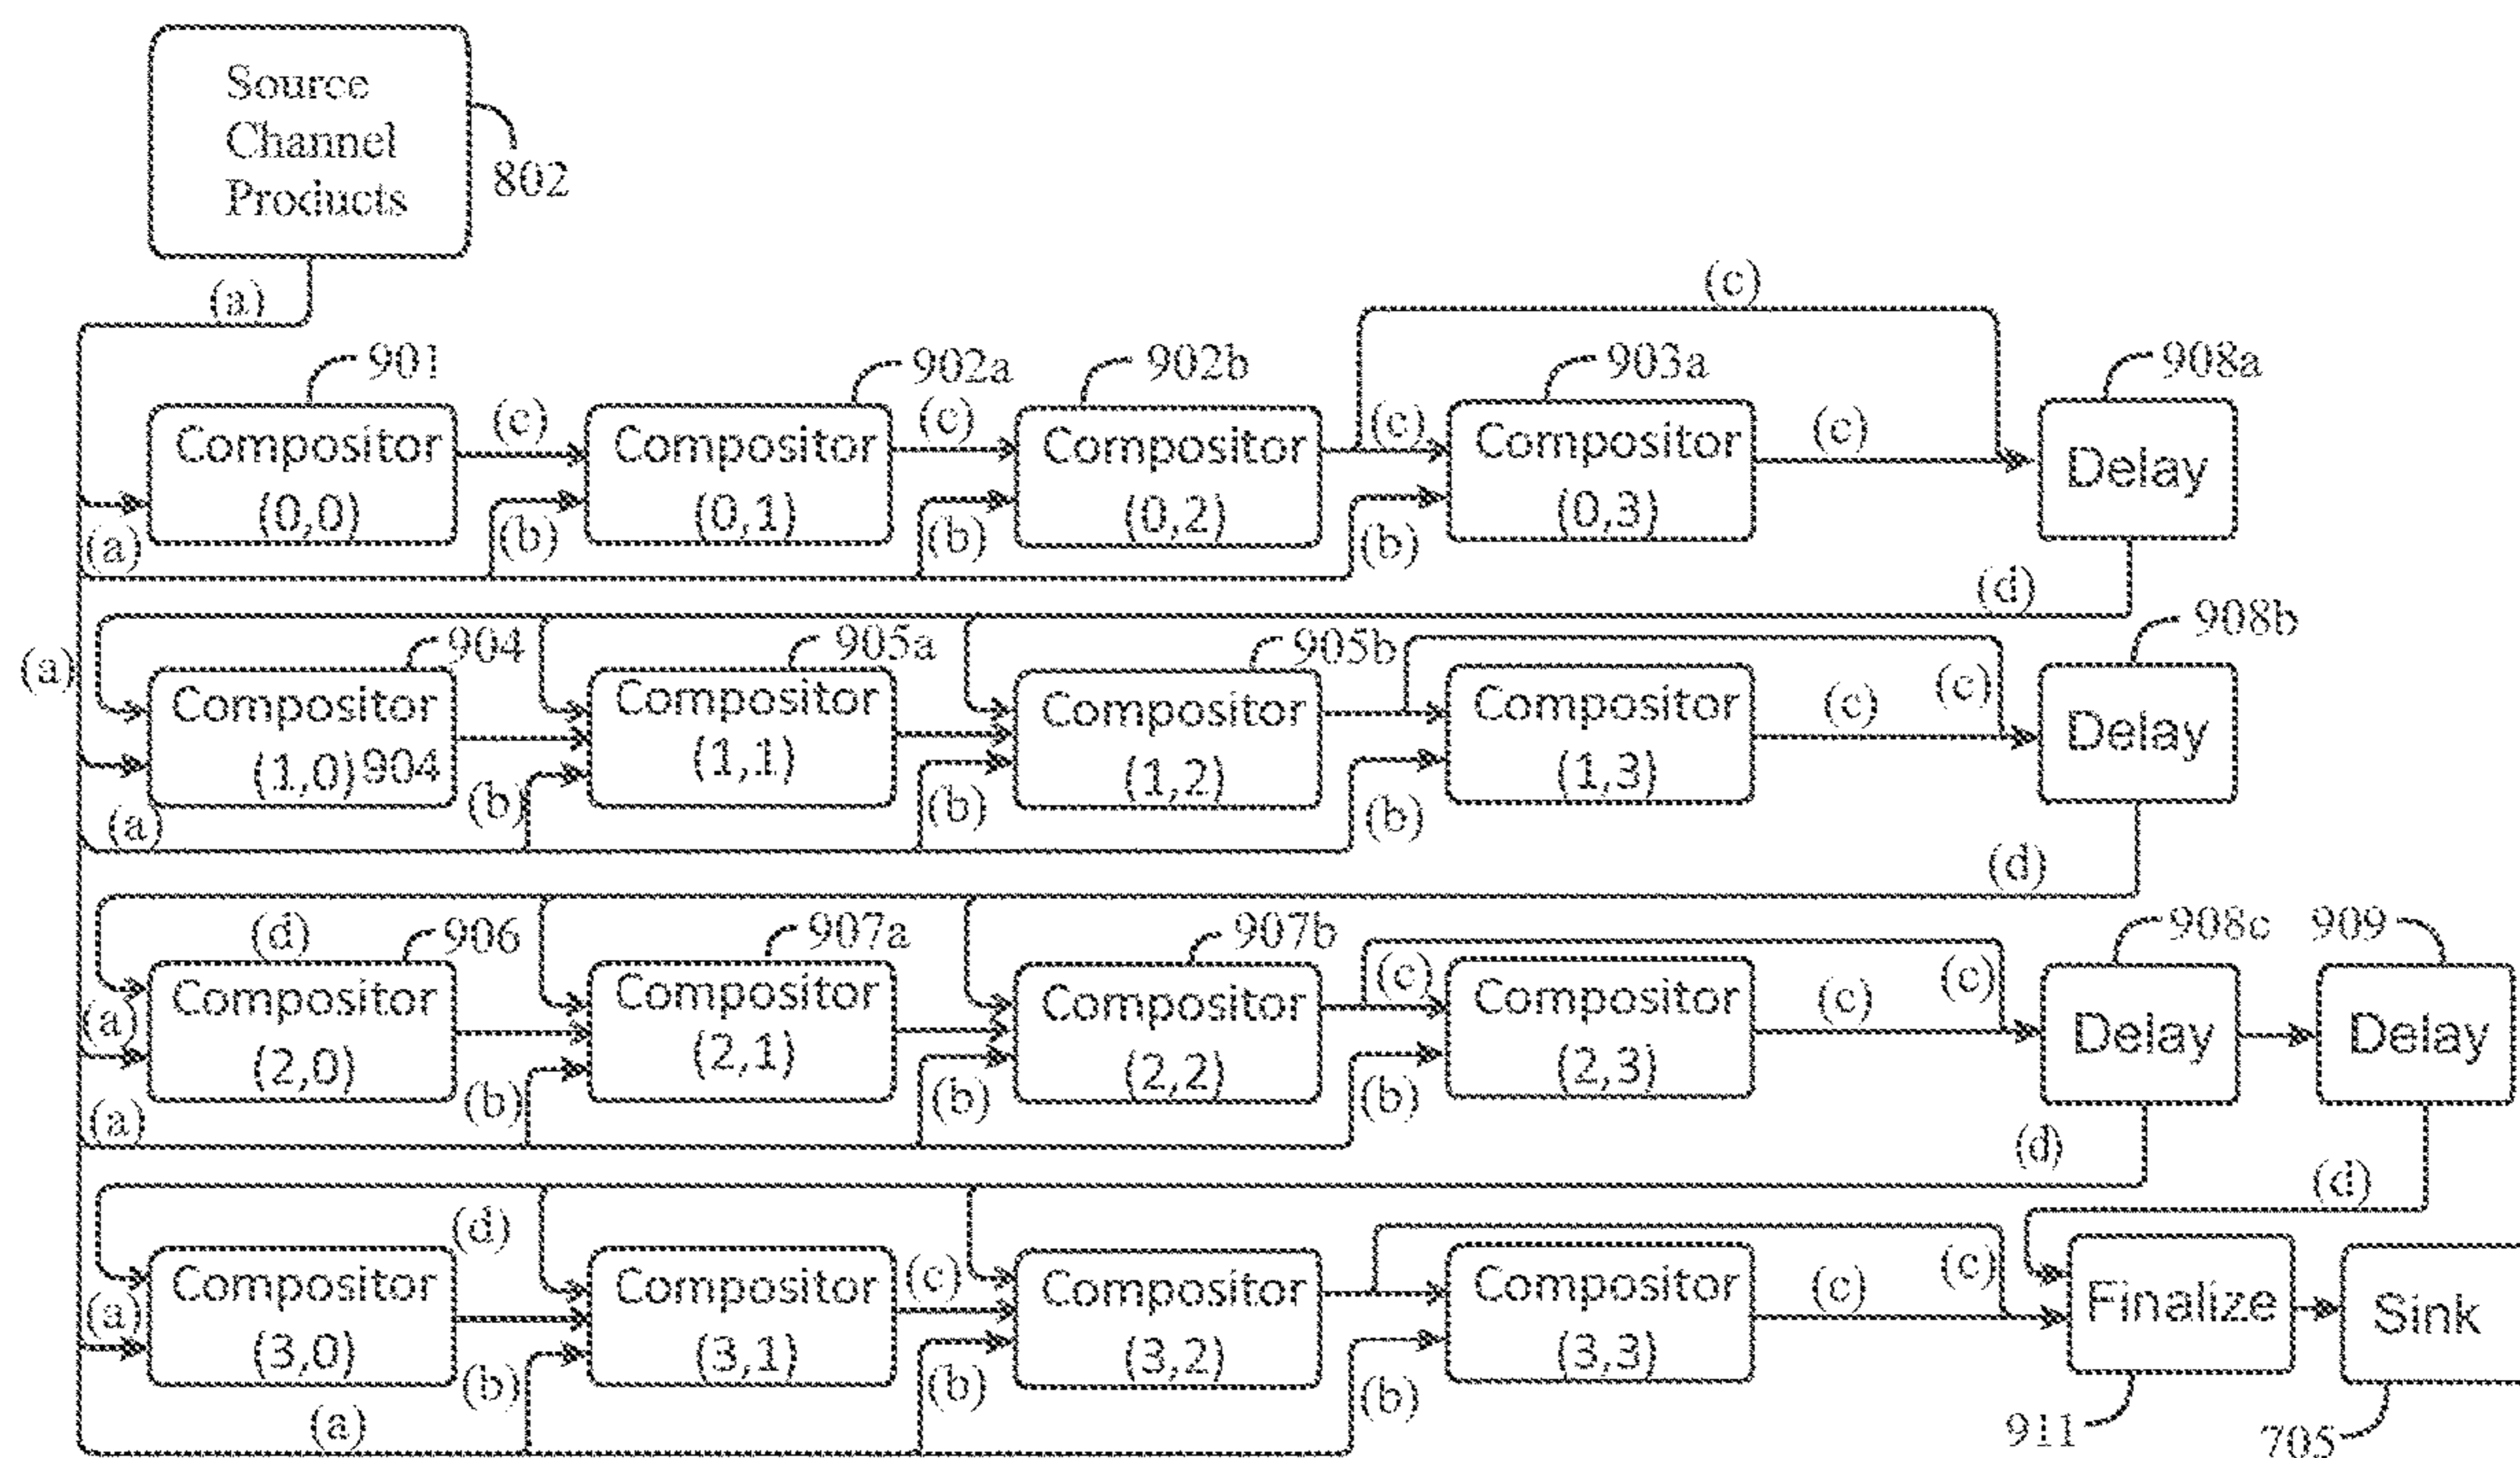 Source
Channel
Products
802
(a)
(c)
901
902a
902b
903a
908a
(c)
(c)
(c)
(c)
Compositor
(0,0)
Compositor
(0,1)
Compositor
(0,2)
Compositor
(0,3)
Delay
(a)
(b)
(b)
(b)
(d)
(a)
904
905a
905b
908b
Compositor
(1,0)904
Compositor
(1,1)
Compositor
(1,2)
Compositor
(1,3)
(c)
(c)
Delay
(a)
(b)
(b)
(b)
(d)
(d)
906
907a
907b
908c
909
(a)
Compositor
(2,0)
Compositor
(2,1)
Compositor
(2,2)
(c)
Compositor
(2,3)
(c)
(c)
Delay
Delay
(a)
(b)
(b)
(b)
(d)
(d)
(d)
(a)
Compositor
(3,0)
Compositor
(3,1)
(c)
Compositor
(3,2)
Compositor
(3,3)
(c)
(c)
Finalize
Sink
(b)
(b)
(b)
(a)
911
705